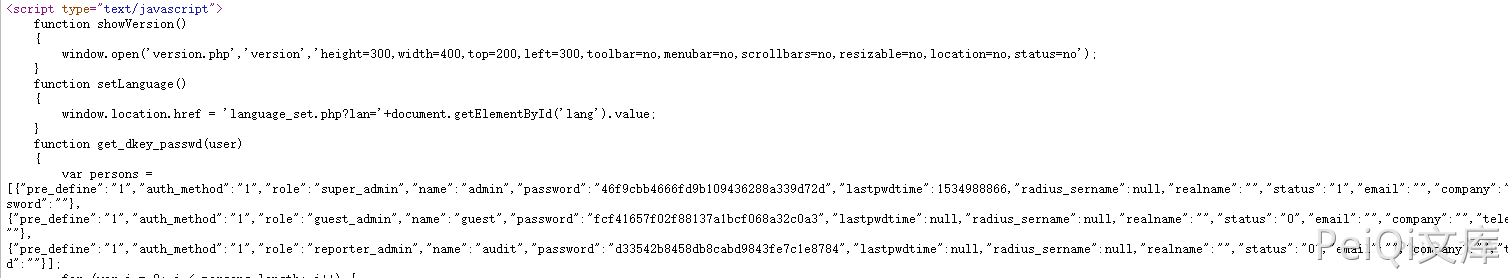 <script type="text/javascript">
    function showVersion()
    {
        window.open('version.php','version','height=300,width=400,top=200,left=300,toolbar=no,menubar=no,scrollbars=no,resizable=no,location=no,status=no');
    }
    function setLanguage()
    {
        window.location.href = 'language_set.php?lan='+document.getElementById('lang').value;
    }
    function get_dkey_passwd(user)
    {
        var persons =
[{"pre_define":"1","auth_method":"1","role":"super_admin","name":"admin","password":"46f9cbb4666fd9b109436288a339d72d","lastpwdtime":1534988866,"radius_sername":null,"realname":"","status":"1","email":"","company":"
sword":""},
{"pre_define":"1","auth_method":"1","role":"guest_admin","name":"guest","password":"fcf41657f02f88137a1bcf068a32c0a3","lastpwdtime":null,"radius_sername":null,"realname":"","status":"0","email":"","company":"","tele
""},
{"pre_define":"1","auth_method":"1","role":"reporter_admin","name":"audit","password":"d33542b8458db8cabd9843fe7c1e8784","lastpwdtime":null,"radius_sername":null,"realname":"","status":"0","email":"","company":"","t
d":""}];
PeiQi文库